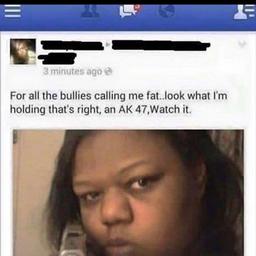 3 minutes ago
For all the bullies calling me fat..look what I'm
holding that's right, an AK 47,Watch it.